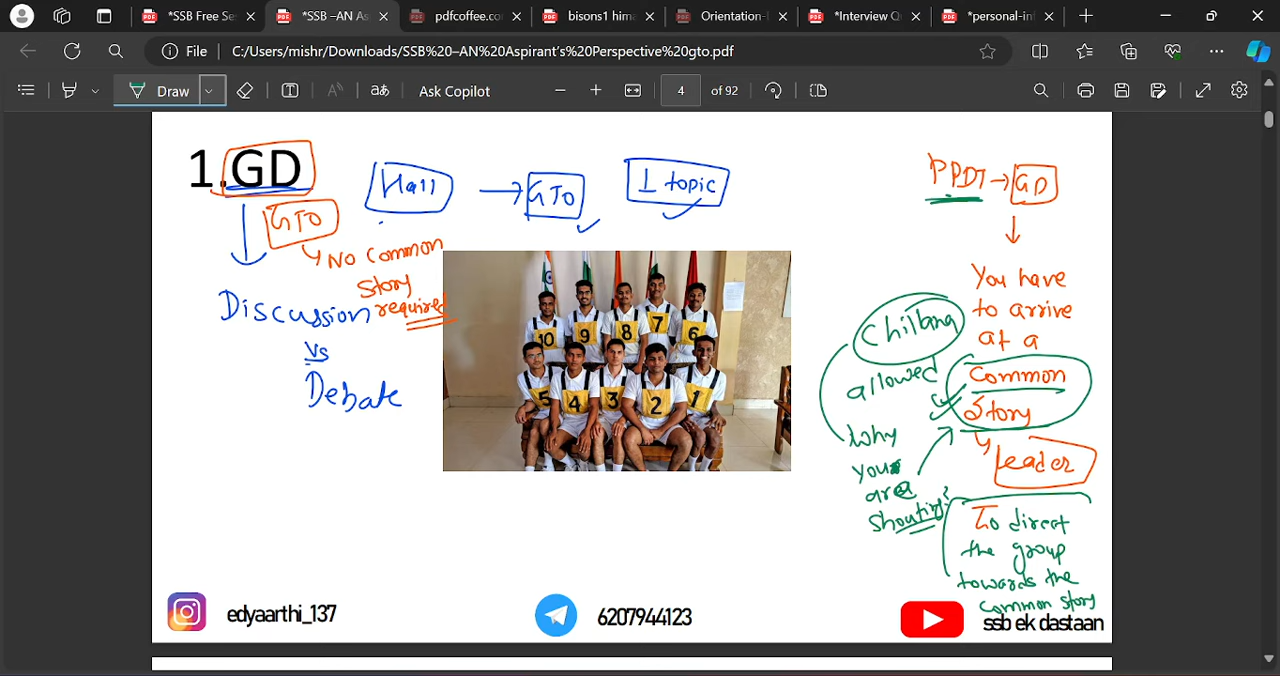 *SSB Free Se
*SSB –AN As
pdfcoffee.co
bisons1 him
Orientation-
*Interview Q
*personal-in
File
C:/Users/mishr/Downloads/SSB%20–AN%20Aspirant's%20Perspective%20gto.pdf
Draw
aあ
Ask Copilot
4
of 92
1.GD
Hall
GTO
1 topic
PPDT
GD
GTO
No common
story
required
Discussion
vs
Debate
You have
to arrive
at a
common
story
leader
To direct
the group
towards the
common story
chillana
allowed
Why
you
are
shouting?
10
9
8
7
6
5
4
3
2
1
edyaarthi_137
6207944123
ssb ek dastaan